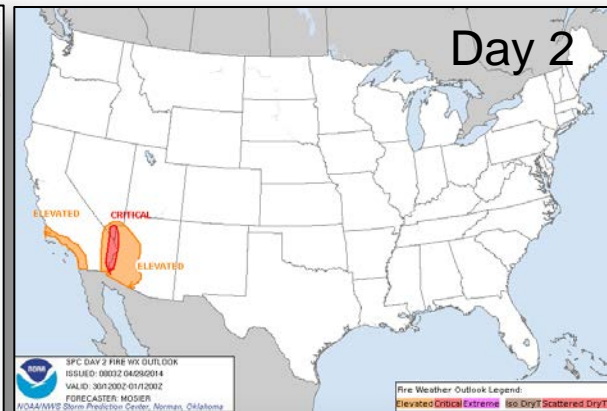 Day 2
ELEVATED
CRITICAL
ELEVATED
NOAA
SPC DAY 2 FIRE WX OUTLOOK
ISSUED: 0803Z 04/29/2014
VALID: 30/1200Z-01/1200Z
FORECASTER: MOSIER
NOAA/NWS Storm Prediction Center, Norman, Oklahoma
Fire Weather Outlook Legend:
Elevated Critical Extreme Iso DryT Scattered DryT